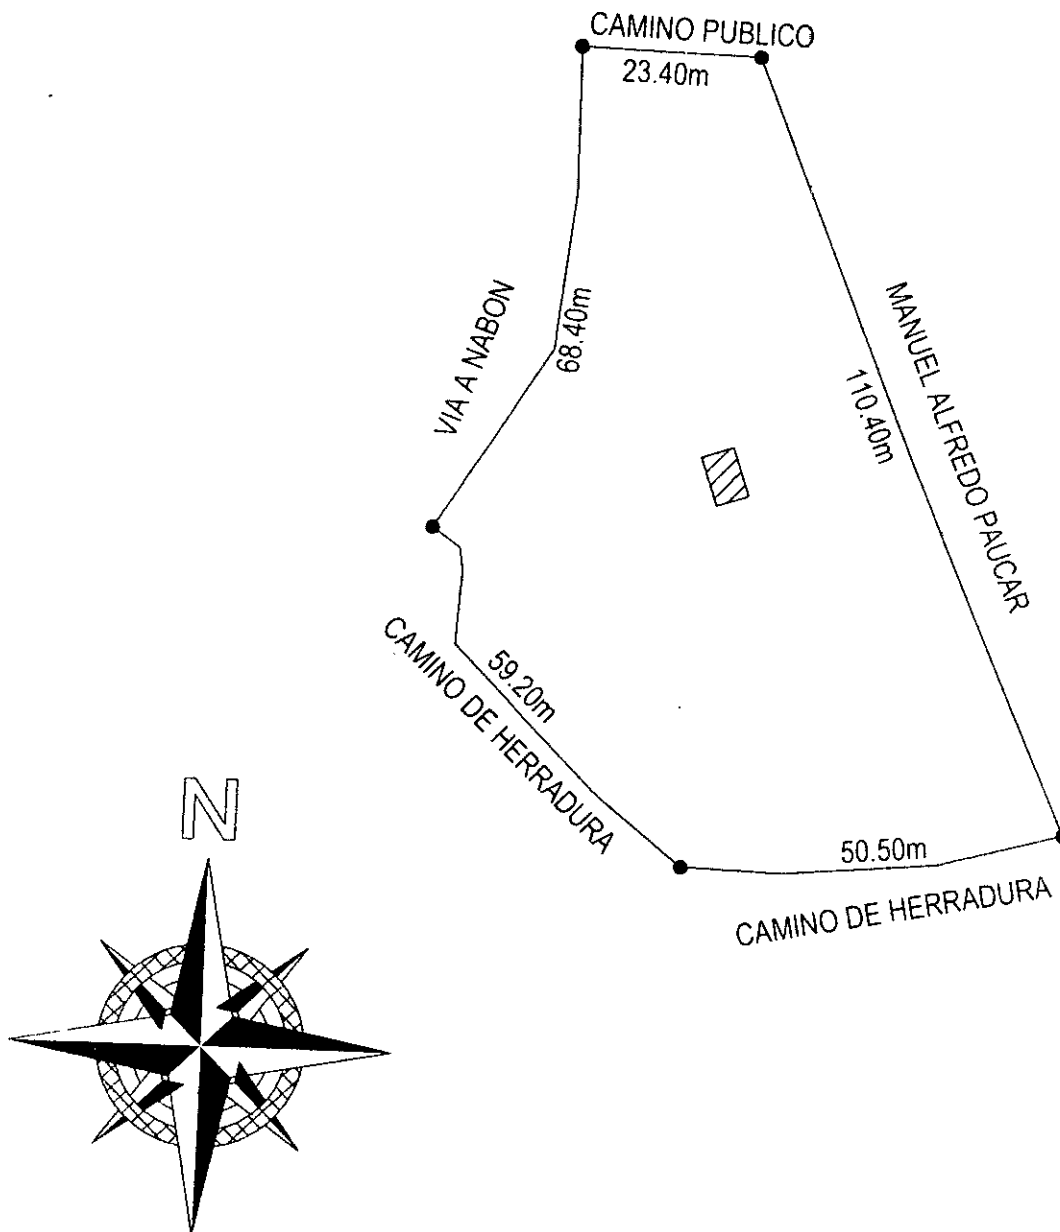 CAMINO PUBLICO
23.40m
VIA A NABON
68.40m
MANUEL ALFREDO PAUCAR
110.40m
59.20m
CAMINO DE HERRADURA
50.50m
CAMINO DE HERRADURA
N